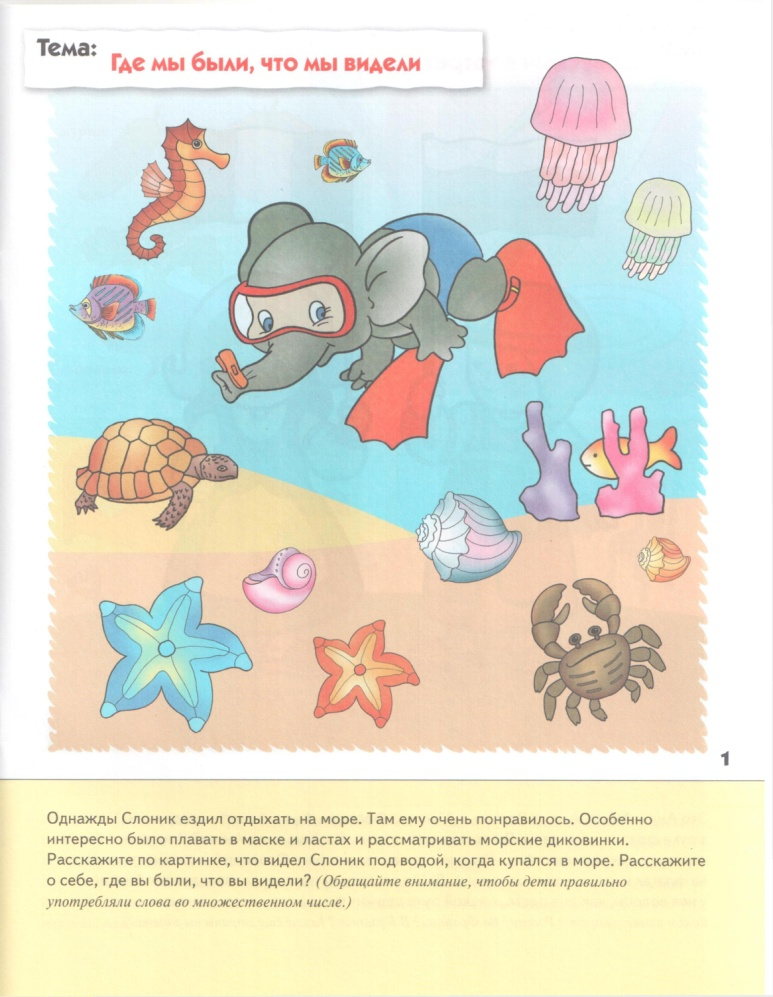 Тема:
Где мы были, что мы видели
1
Однажды Слоник ездил отдыхать на море. Там ему очень понравилось. Особенно
интересно было плавать в маске и ластах и рассматривать морские диковинки.
Расскажите по картинке, что видел Слоник под водой, когда купался в море. Расскажите
о себе, где вы были, что вы видели? (Обращайте внимание, чтобы дети правильно
употребляли слова во множественном числе.)